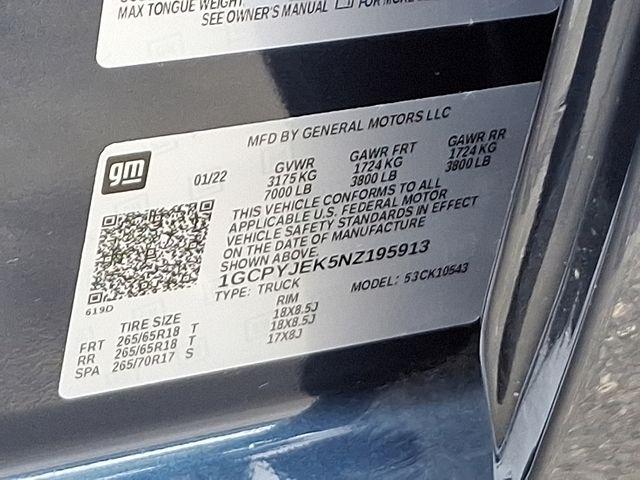 MAX TONGUE WEIGHT
SEE OWNER'S MANUAL FOR MORE
MFD BY GENERAL MOTORS LLC
gm
01/22
GVWR GAWR FRT GAWR RR
3175 KG 1724 KG 1724 KG
7000 LB 3800 LB 3800 LB
THIS VEHICLE CONFORMS TO ALL
APPLICABLE U.S. FEDERAL MOTOR
VEHICLE SAFETY STANDARDS IN EFFECT
ON THE DATE OF MANUFACTURE
SHOWN ABOVE.
1GCPYJEK5NZ195913
TYPE: TRUCK MODEL: 53CK10543
619D
TIRE SIZE RIM
FRT 265/65R18 T 18X8.5J
RR 265/65R18 T 18X8.5J
SPA 265/70R17 S 17X8J